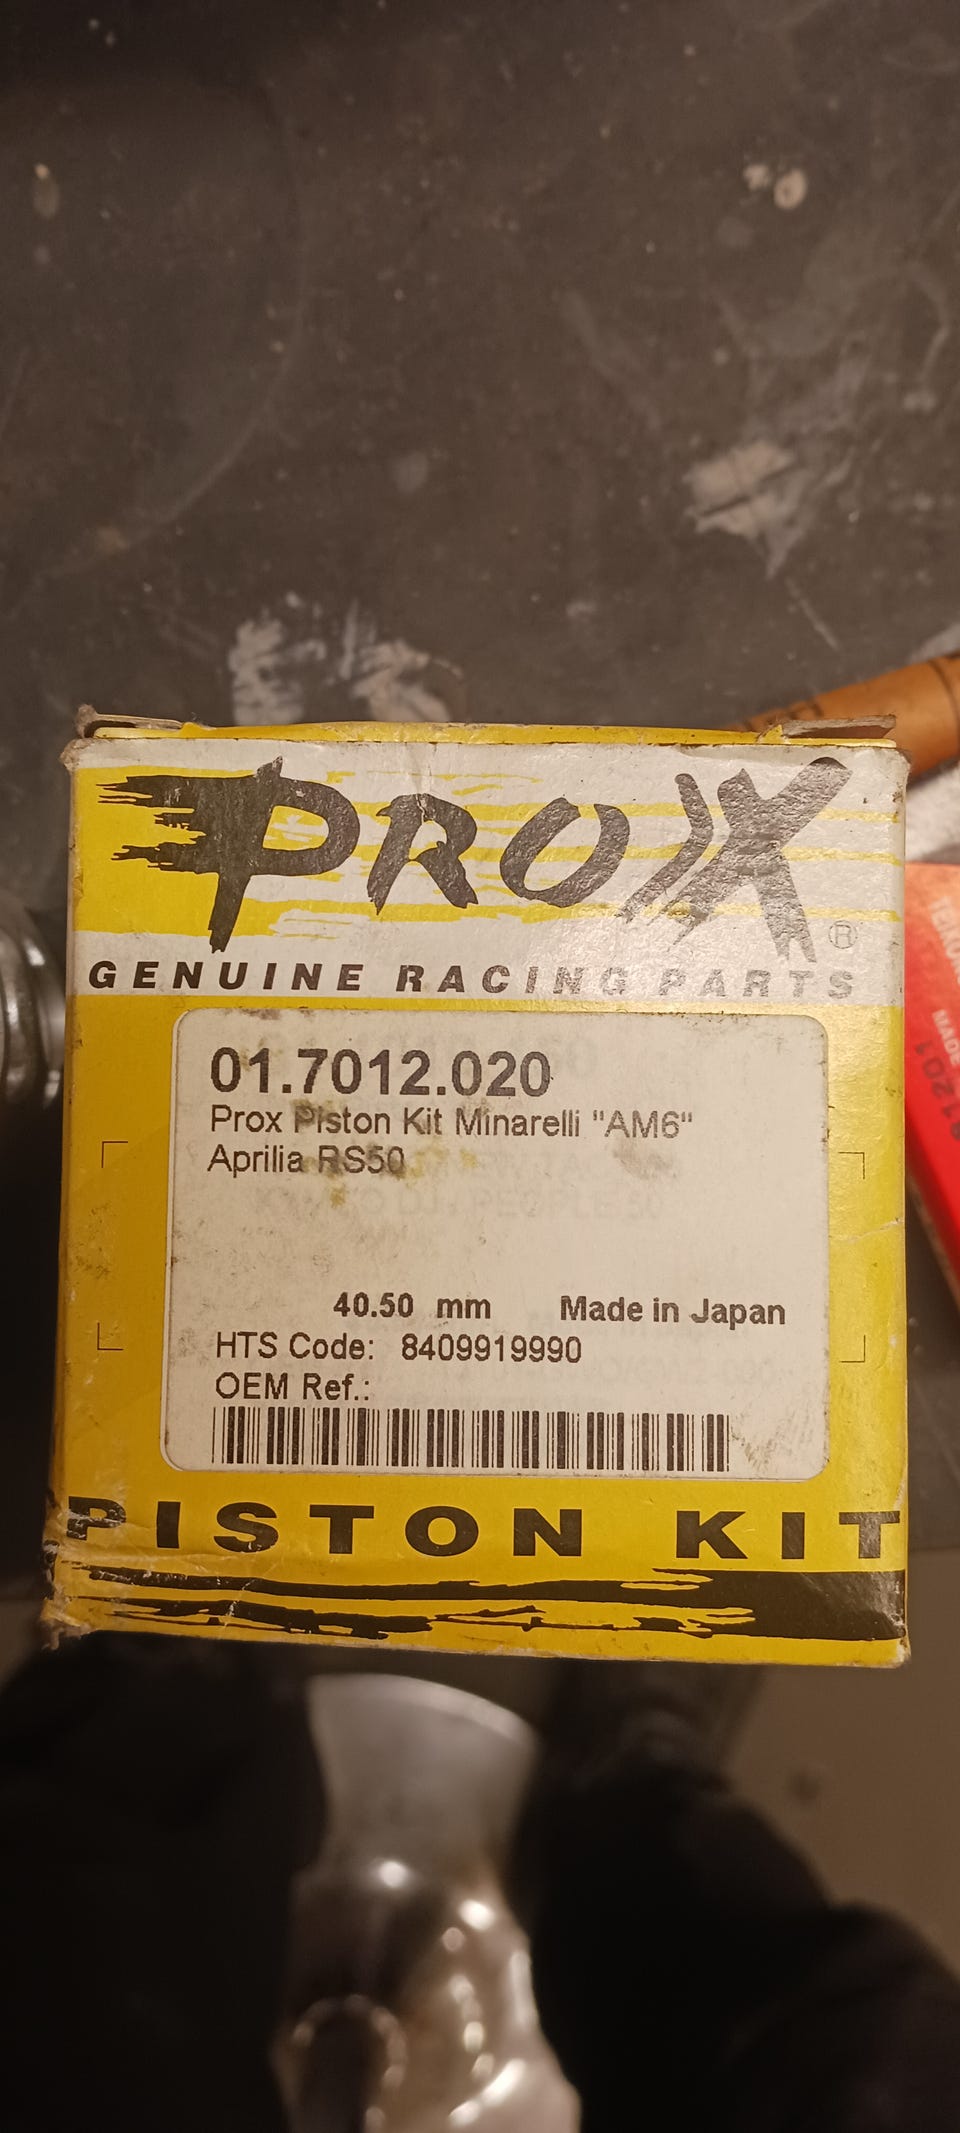 PROX®
GENUINE RACING PARTS
01.7012.020
Prox Piston Kit Minarelli "AM6"
Aprilia RS50
40.50 mm Made in Japan
HTS Code: 8409919990
OEM Ref.:
PISTON KIT
MADE